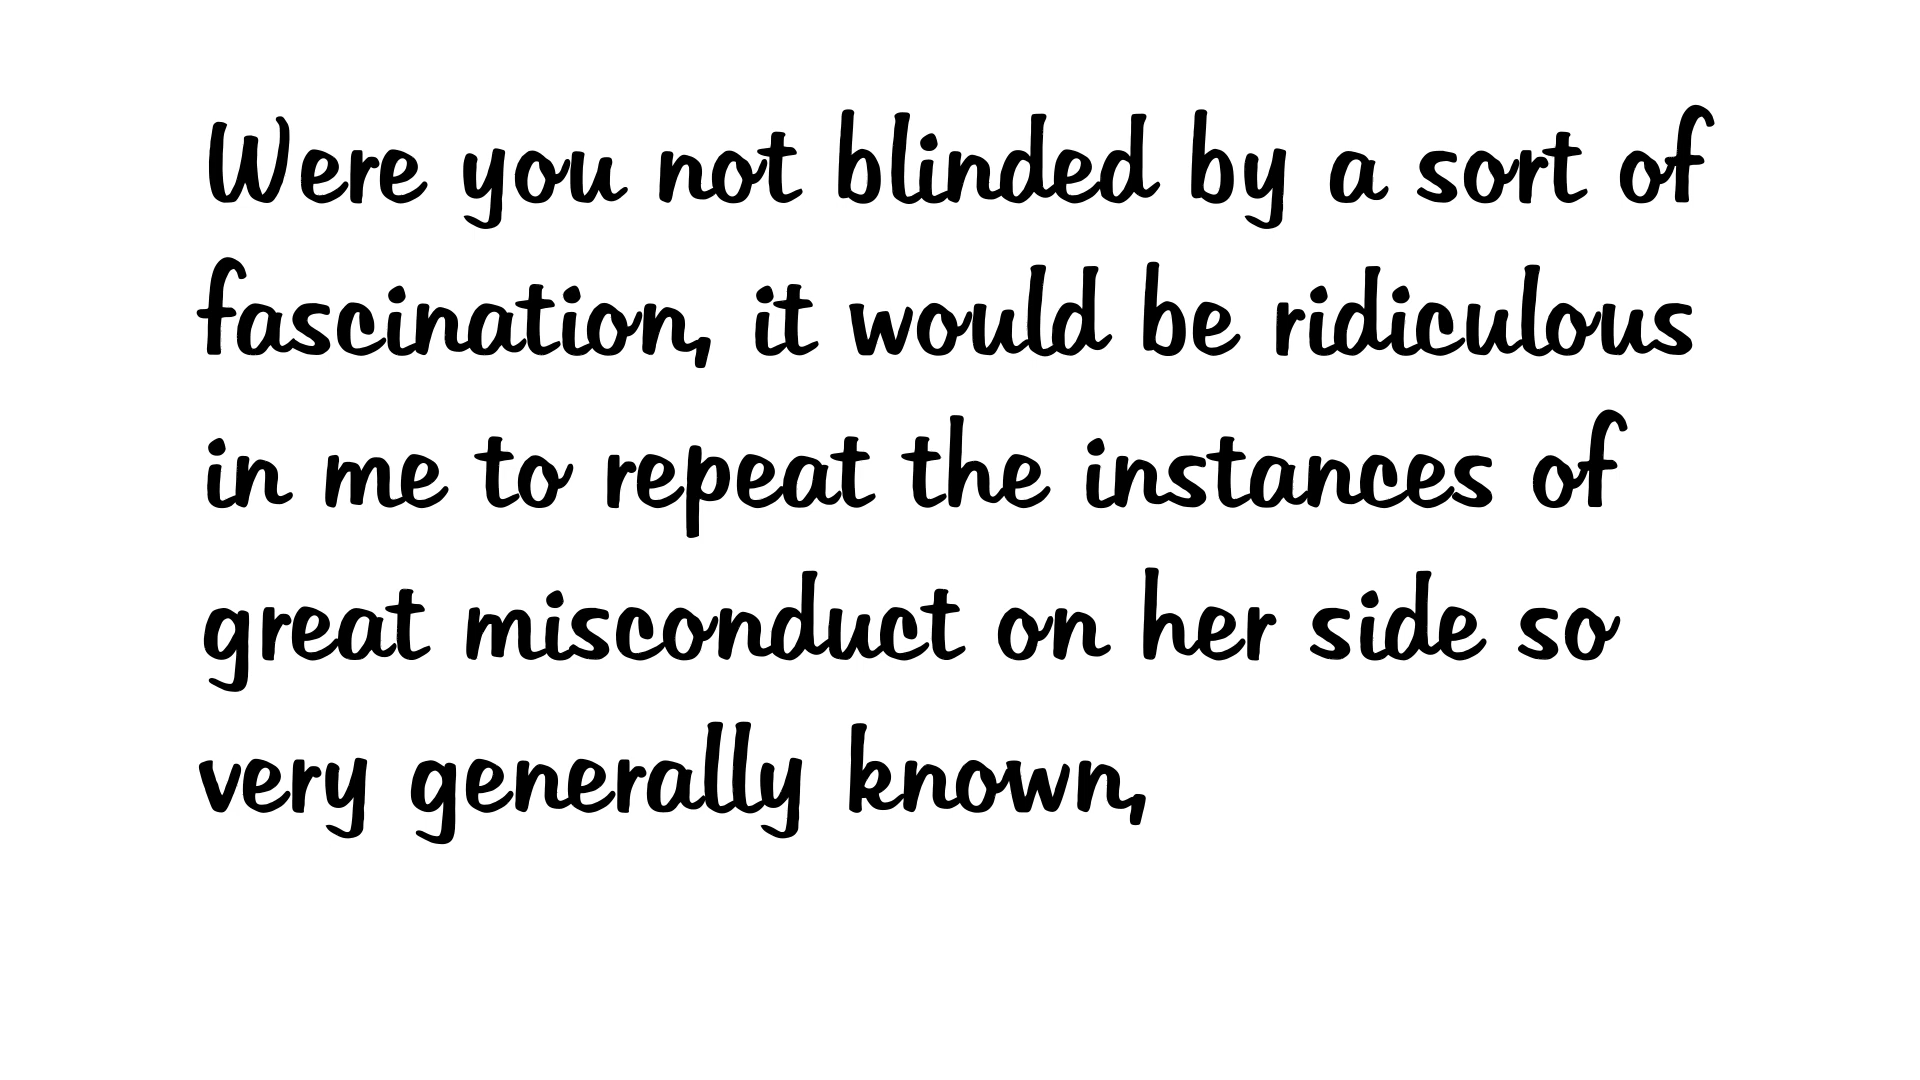 Were you not blinded by a sort of
fascination, it would be ridiculous
in me to repeat the instances of
great misconduct on her side so
very generally known,